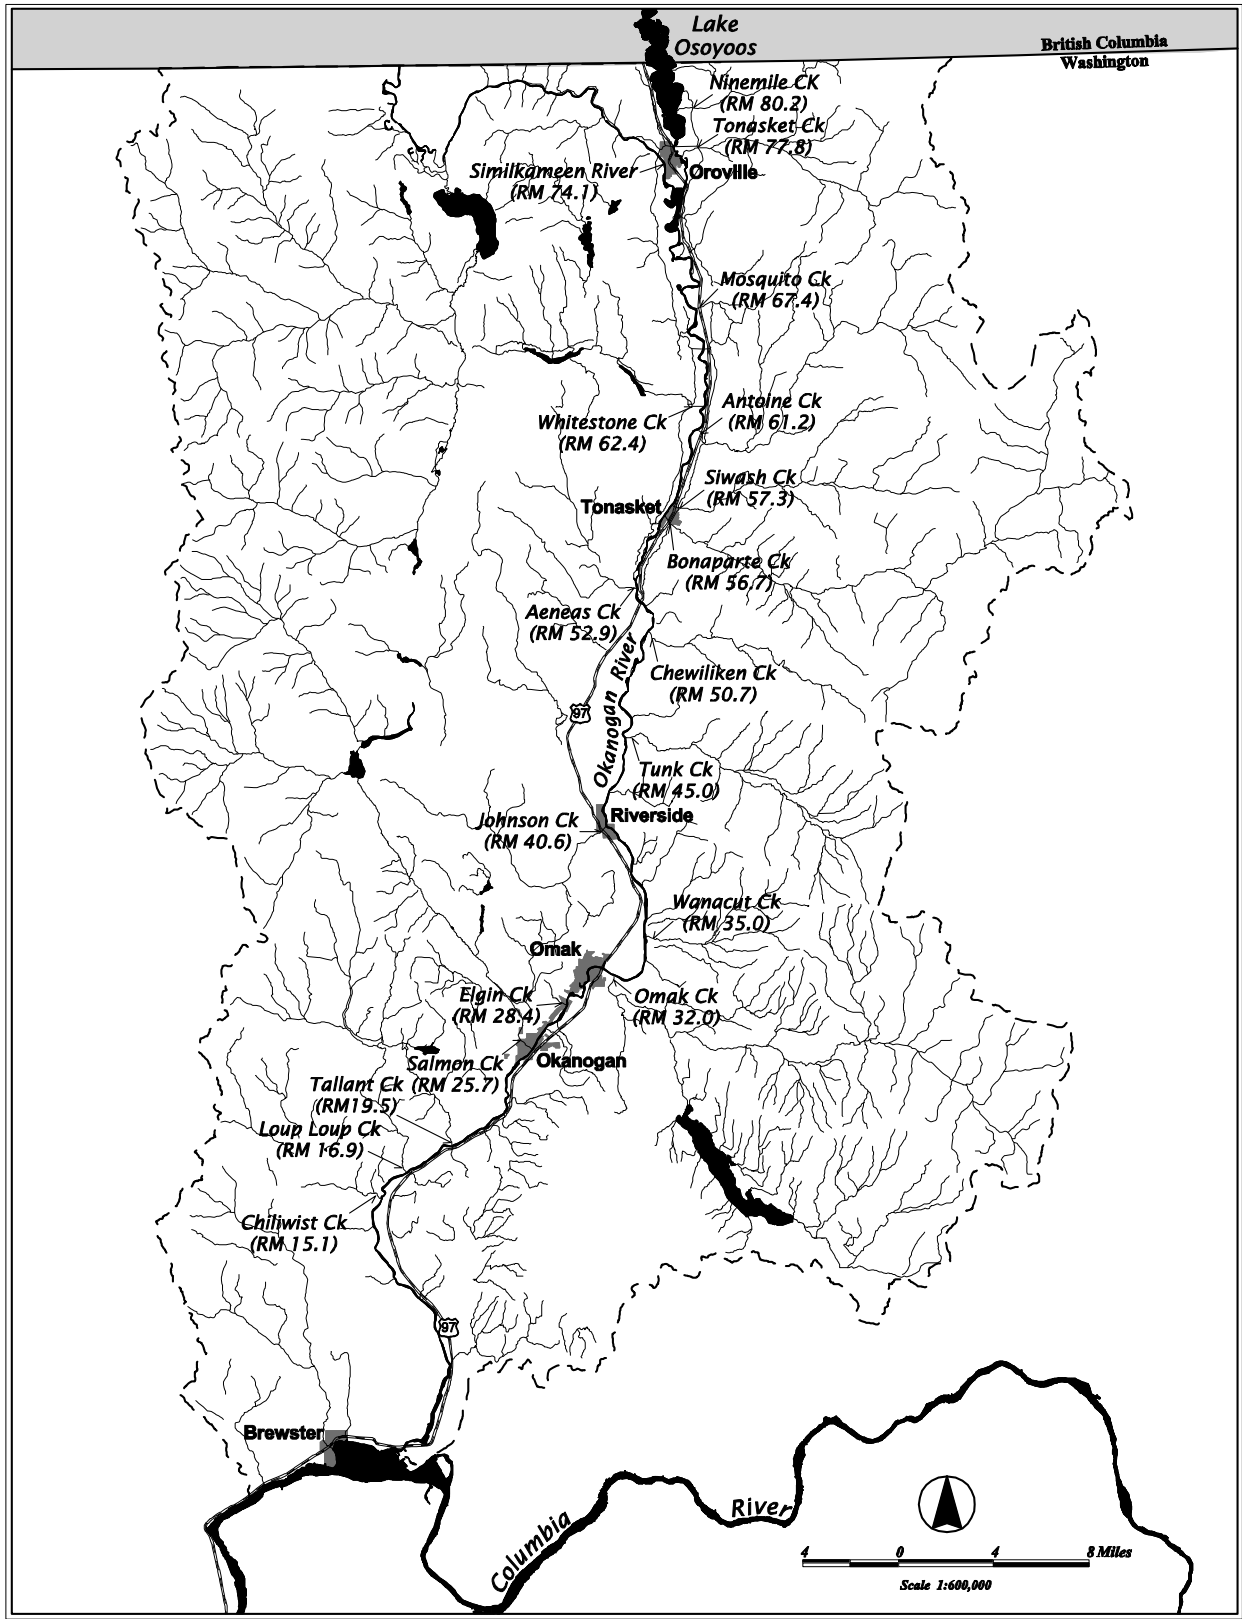 Lake
Osoyoos
British Columbia
Washington
Ninemile CK
(RM 80.2)
Tonasket Ck
(RM 77.8)
Similkameen River
(RM 74.1)
Oroville
Mosquito Ck
(RM 67.4)
Antoine Ck
(RM 61.2)
Whitestone Ck
(RM 62.4)
Siwash Ck
(RM 57.3)
Tonasket
Bonaparte Ck
(RM 56.7)
Aeneas Ck
(RM 52.9)
Okanogan River
Chewiliken Ck
(RM 50.7)
97
Tunk Ck
(RM 45.0)
Riverside
Johnson Ck
(RM 40.6)
Wanacut Ck
(RM 35.0)
Omak
Elgin Ck
(RM 28.4)
Omak Ck
(RM 32.0)
Okanogan
Salmon Ck
(RM 25.7)
Tallant Ck
(RM19.5)
Loup Loup Ck
(RM 16.9)
Chiliwist Ck
(RM 15.1)
97
Brewster
Columbia River
4 0 4 8 Miles
Scale 1:600,000